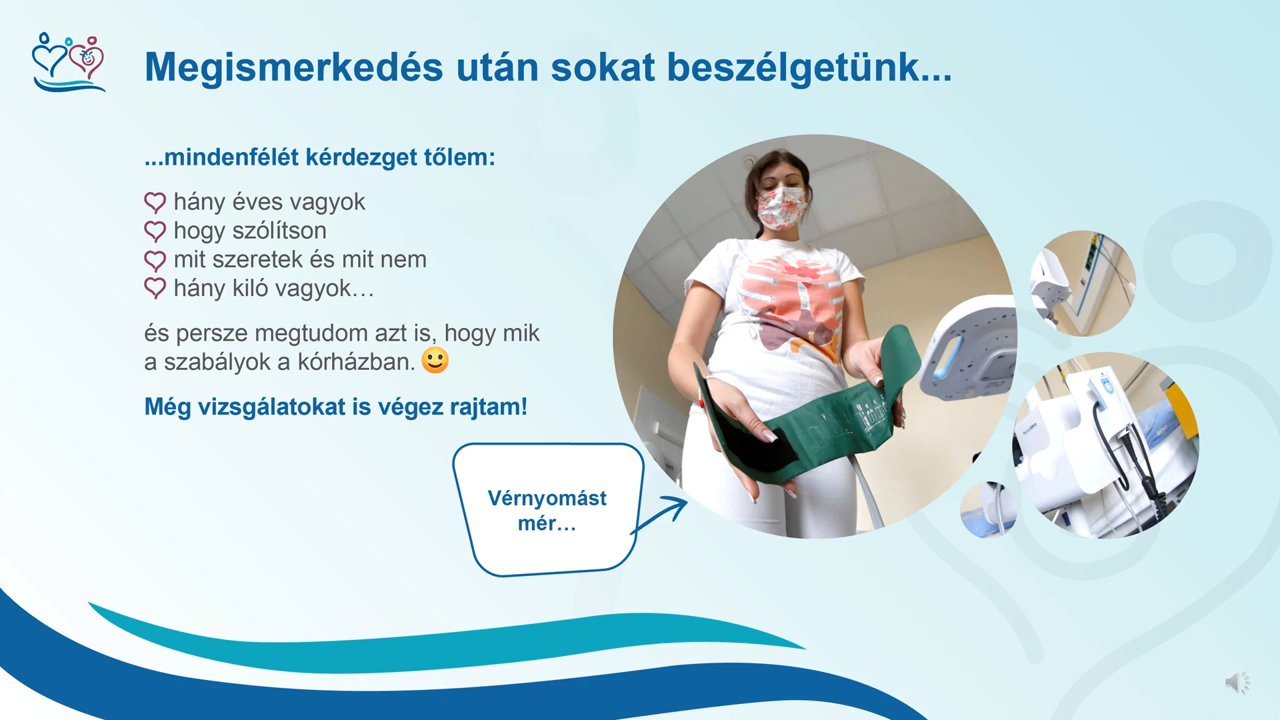 Megismerkedés után sokat beszélgetünk...
...mindenfélét kérdezget tőlem:
hány éves vagyok
hogy szólítson
mit szeretek és mit nem
hány kiló vagyok…
és persze megtudom azt is, hogy mik
a szabályok a kórházban. 🙂
Még vizsgálatokat is végez rajtam!
Vérnyomást
mér…